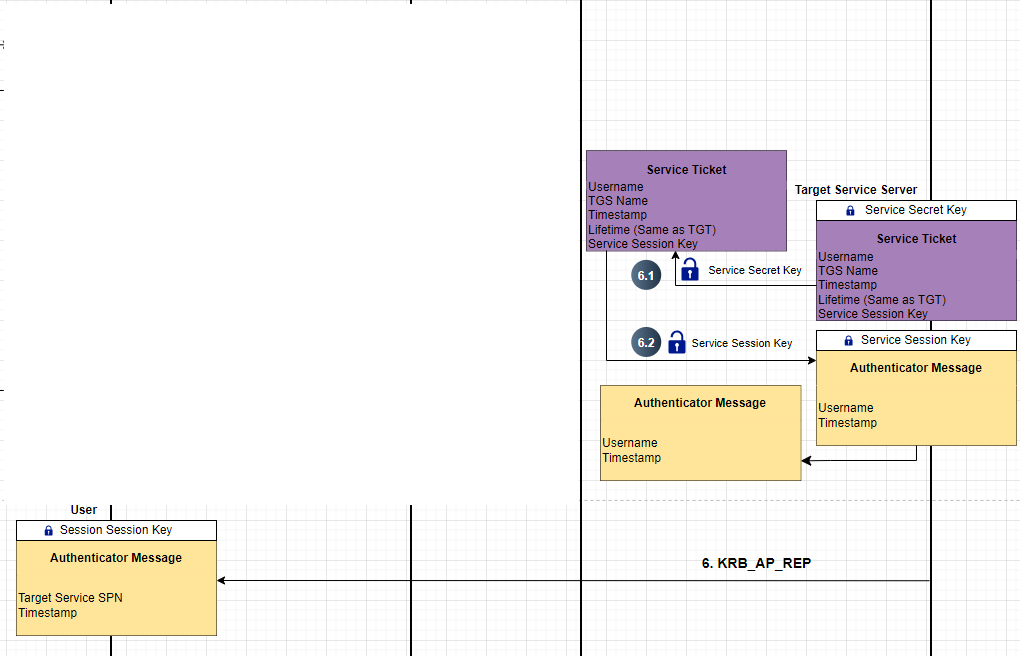 Service Ticket
Username
TGS Name
Timestamp
Lifetime (Same as TGT)
Service Session Key
Target Service Server
Service Secret Key
Service Ticket
Username
TGS Name
Timestamp
Lifetime (Same as TGT)
Service Session Key
6.1
Service Secret Key
6.2
Service Session Key
Service Session Key
Authenticator Message
Username
Timestamp
Authenticator Message
Username
Timestamp
User
Session Session Key
Authenticator Message
Target Service SPN
Timestamp
6. KRB_AP_REP